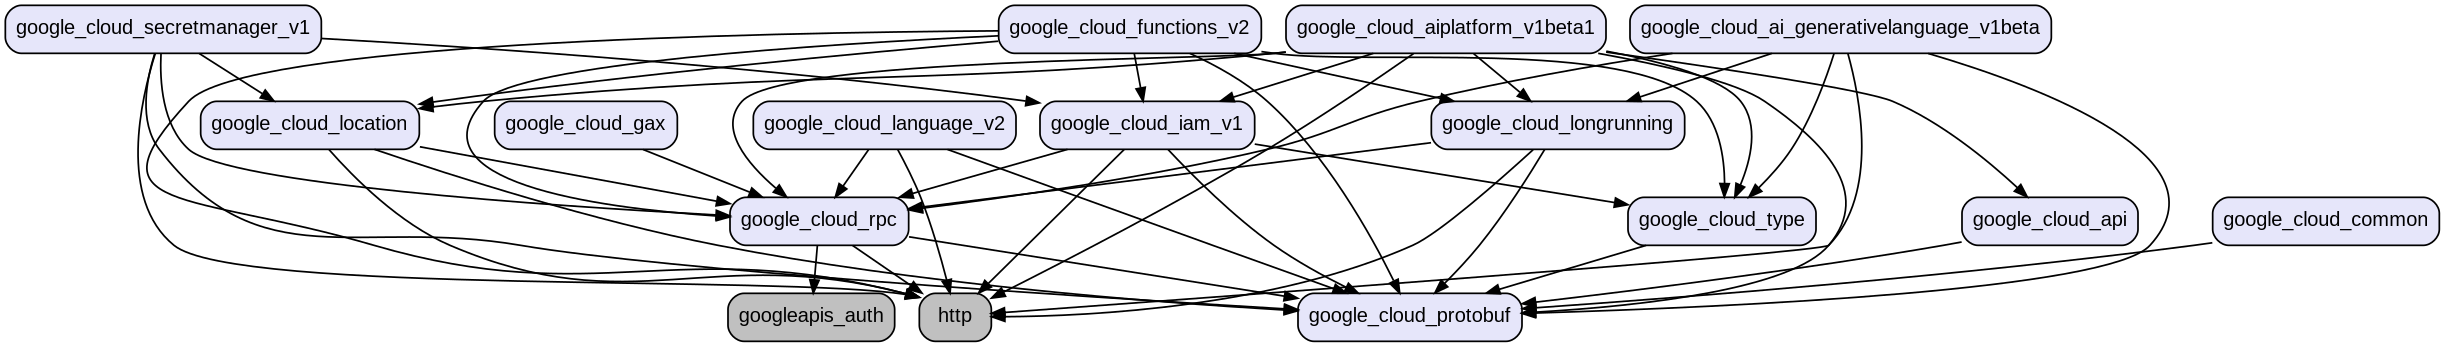 google_cloud_secretmanager_v1
google_cloud_functions_v2
google_cloud_aiplatform_v1beta1
google_cloud_ai_generativelanguage_v1beta
google_cloud_location
google_cloud_gax
google_cloud_language_v2
google_cloud_iam_v1
google_cloud_longrunning
google_cloud_rpc
google_cloud_type
google_cloud_api
google_cloud_common
googleapis_auth
http
google_cloud_protobuf